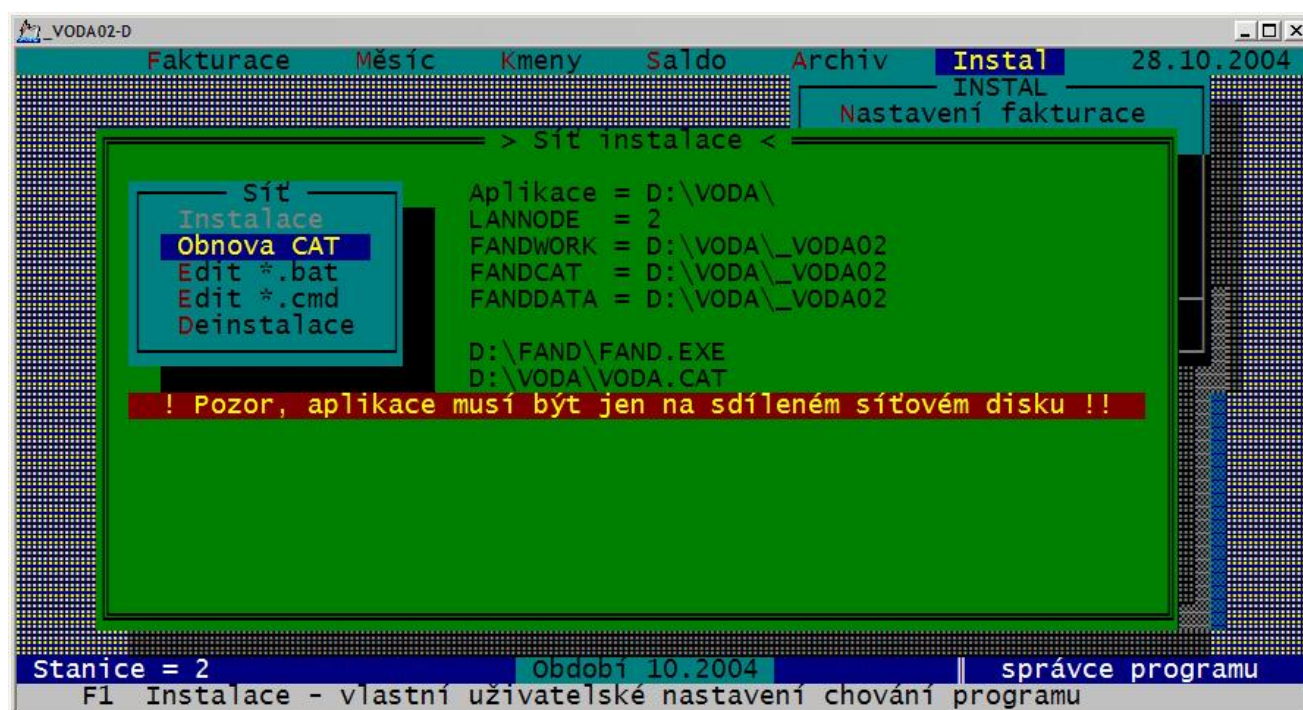 _VODA02-D
Fakturace Měsíc Kmeny Saldo Archiv Instal 28.10.2004
INSTAL
Nastavení fakturace
> Síť instalace <
Síť
Instalace
Obnova CAT
Edit *.bat
Edit *.cmd
Deinstalace
Aplikace = D:\VODA\
LANNODE = 2
FANDWORK = D:\VODA\_VODA02
FANDCAT = D:\VODA\_VODA02
FANDDATA = D:\VODA\_VODA02
D:\FAND\FAND.EXE
D:\VODA\VODA.CAT
! Pozor, aplikace musí být jen na sdíleném síťovém disku !!
Stanice = 2 Období 10.2004 správce programu
F1 Instalace - vlastní uživatelské nastavení chování programu